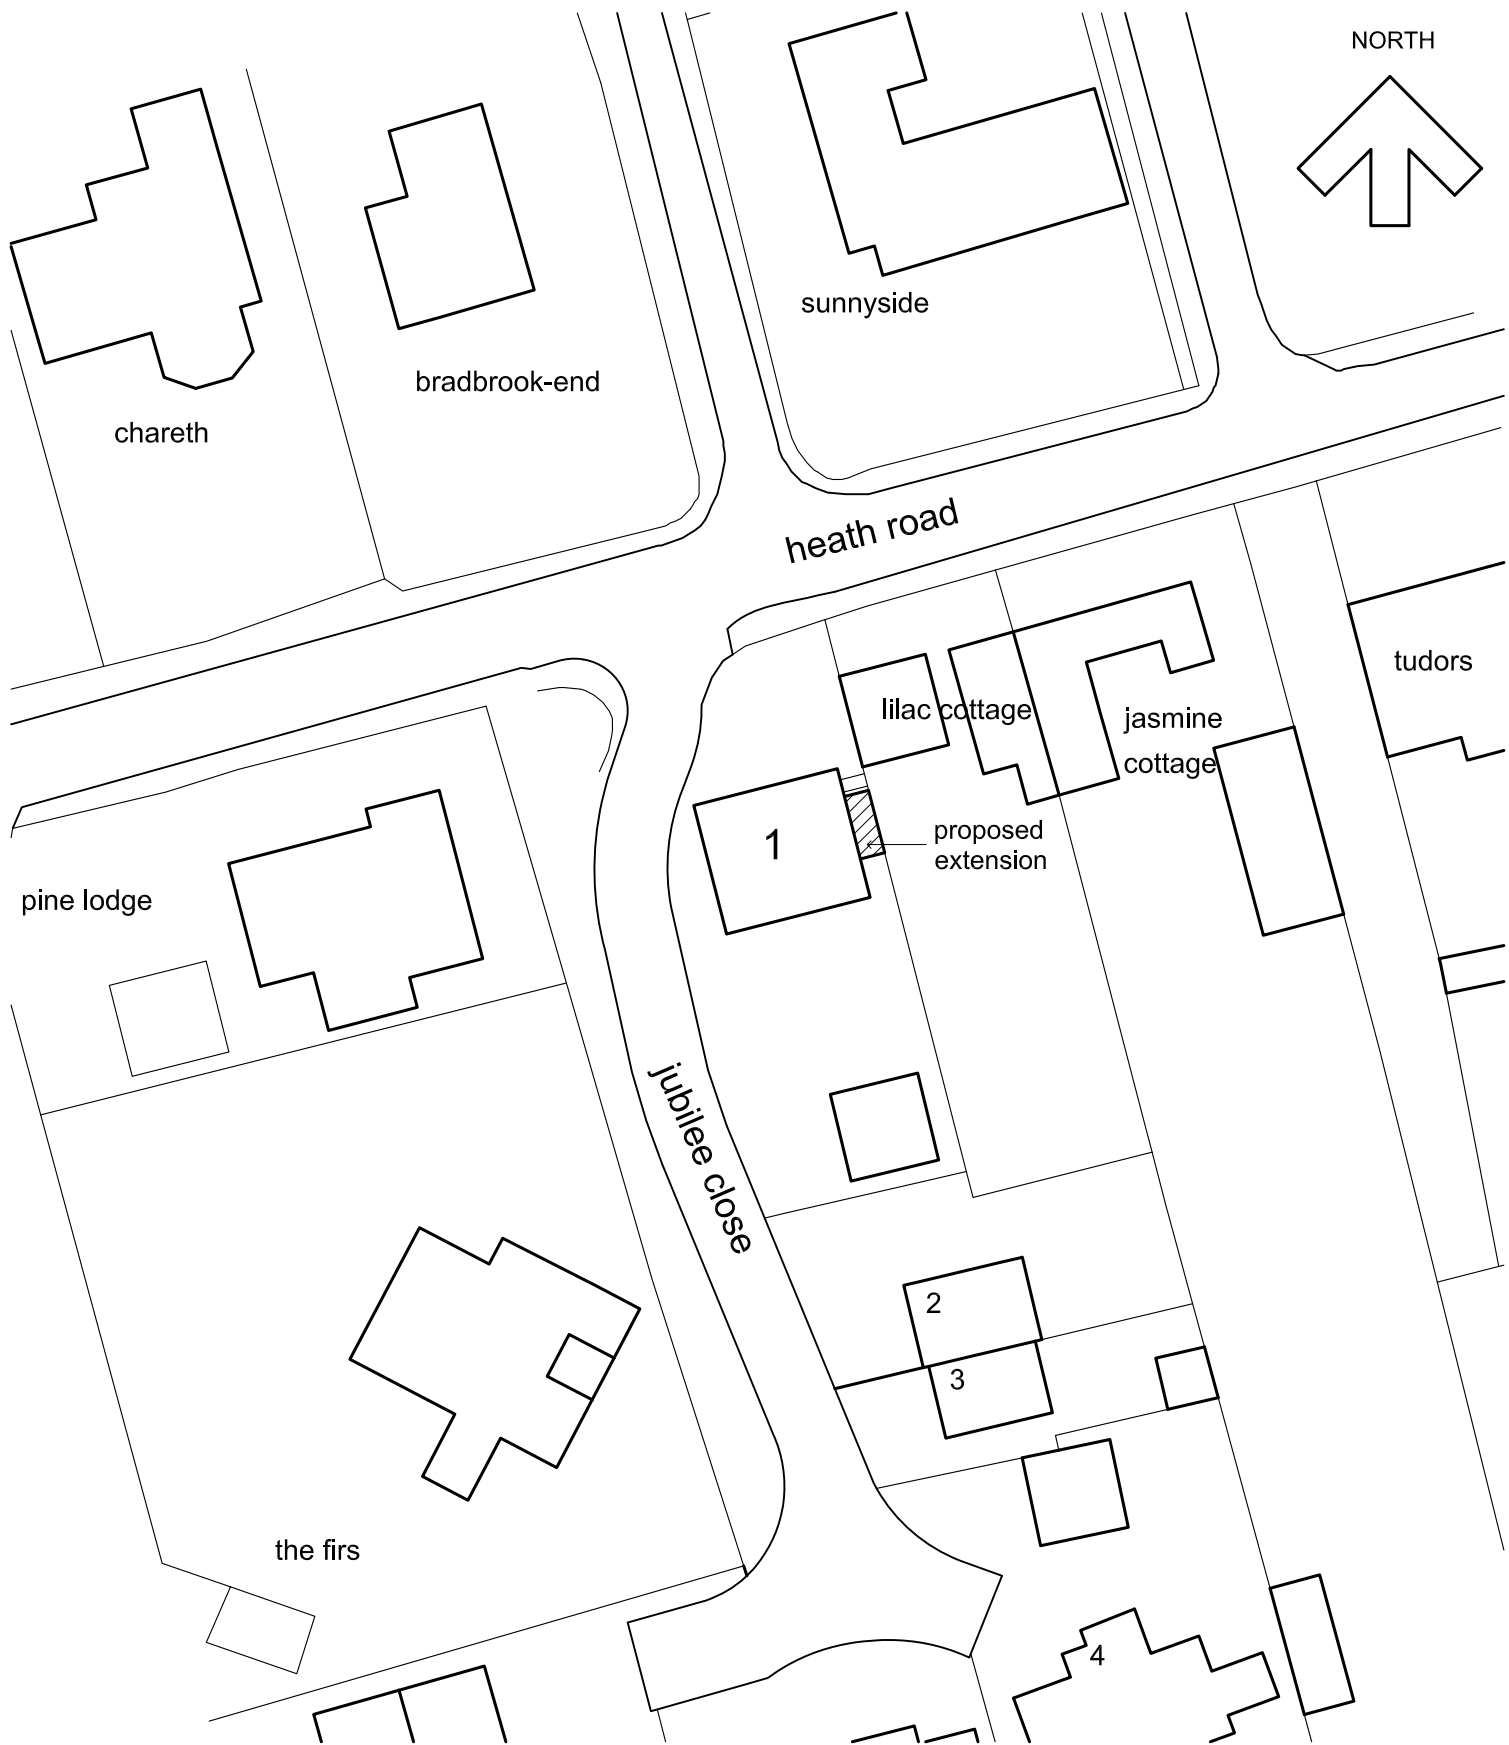 NORTH
sunnyside
bradbrook-end
chareth
heath road
tudors
lilac cottage
jasmine
cottage
1
proposed
extension
pine lodge
jubilee close
2
3
the firs
4